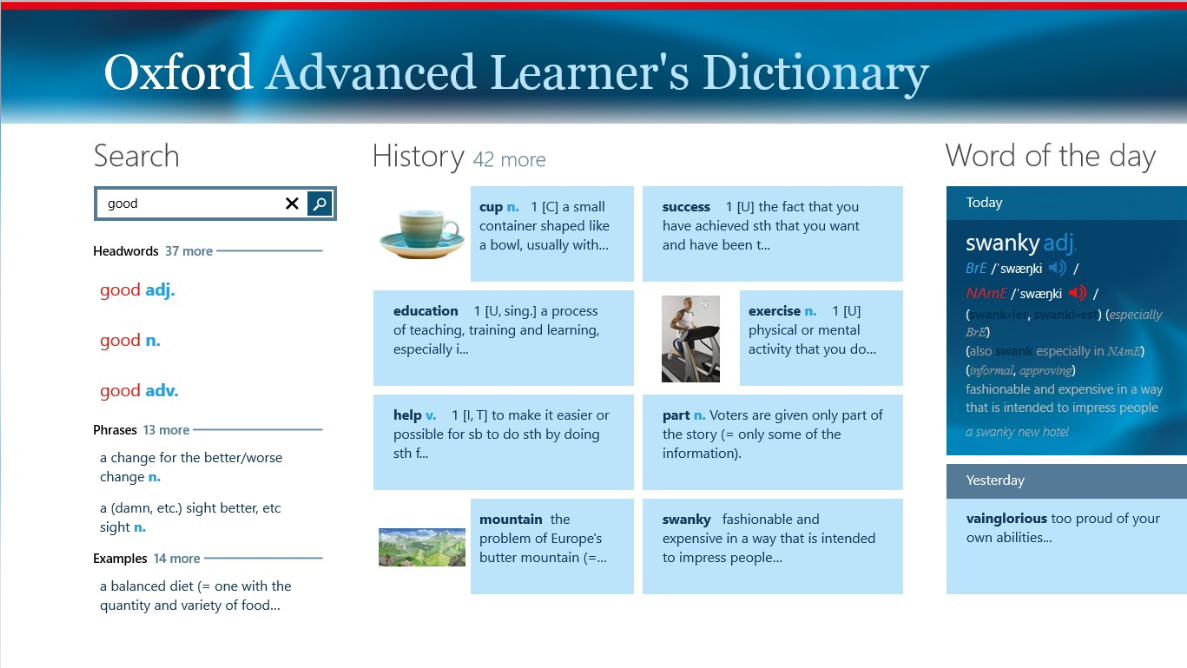 Oxford Advanced Learner's Dictionary
Search
good
Headwords 37 more
good adj.
good n.
good adv.
Phrases 13 more
a change for the better/worse
change n.
a (damn, etc.) sight better, etc
sight n.
Examples 14 more
a balanced diet (= one with the
quantity and variety of food...
History 42 more
cup n. 1 [C] a small
container shaped like
a bowl, usually with...
success 1 [U] the fact that you
have achieved sth that you want
and have been t...
education 1 [U, sing.] a process
of teaching, training and learning,
especially i...
exercise n. 1 [U]
physical or mental
activity that you do...
help v. 1 [I, T] to make it easier or
possible for sb to do sth by doing
sth f...
part n. Voters are given only part of
the story (= only some of the
information).
mountain the
problem of Europe's
butter mountain (=...
swanky fashionable and
expensive in a way that is intended
to impress people...
Word of the day
Today
swanky adj.
BrE /ˈswæŋki /
NAmE /ˈswæŋki /
(swank·ier, swanki·est) (especially
BrE)
(also swank especially in NAmE)
(informal, approving)
fashionable and expensive in a way
that is intended to impress people
a swanky new hotel
Yesterday
vainglorious too proud of your
own abilities...